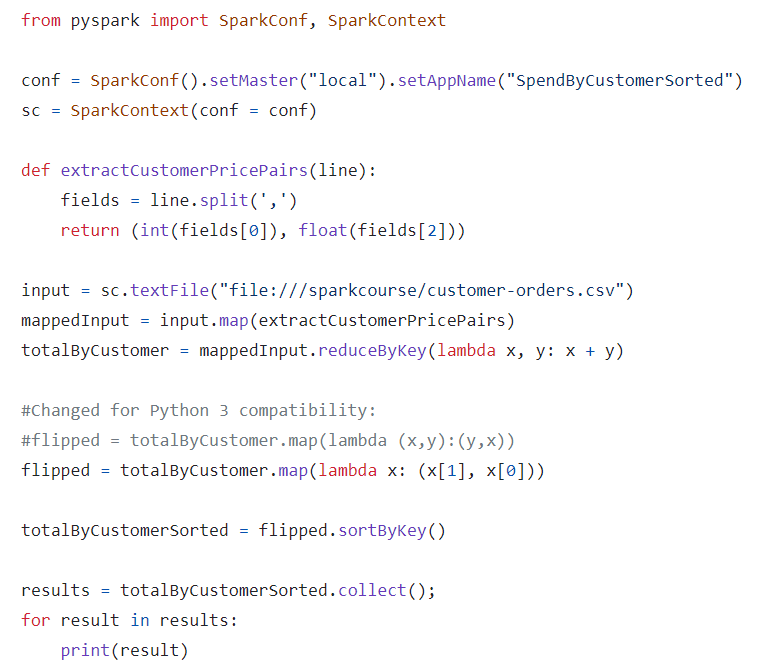 from pyspark import SparkConf, SparkContext
conf = SparkConf().setMaster("local").setAppName("SpendByCustomerSorted")
sc = SparkContext(conf = conf)
def extractCustomerPricePairs(line):
    fields = line.split(',')
    return (int(fields[0]), float(fields[2]))
input = sc.textFile("file:///sparkcourse/customer-orders.csv")
mappedInput = input.map(extractCustomerPricePairs)
totalByCustomer = mappedInput.reduceByKey(lambda x, y: x + y)
#Changed for Python 3 compatibility:
#flipped = totalByCustomer.map(lambda (x,y):(y,x))
flipped = totalByCustomer.map(lambda x: (x[1], x[0]))
totalByCustomerSorted = flipped.sortByKey()
results = totalByCustomerSorted.collect();
for result in results:
    print(result)